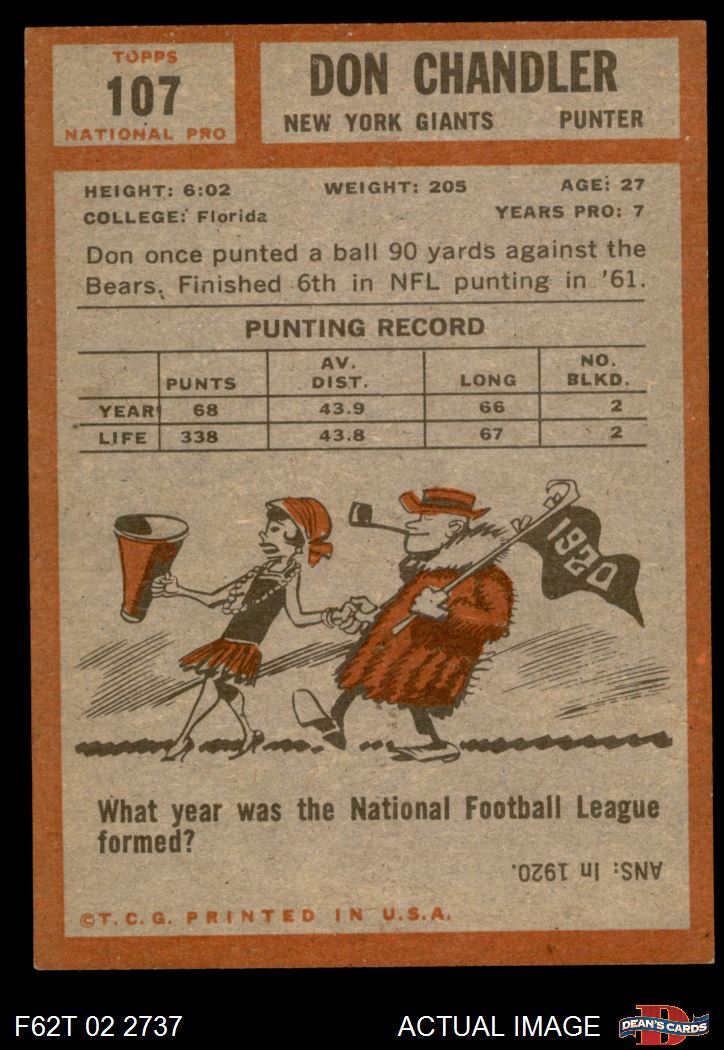 TOPPS
107
NATIONAL PRO
DON CHANDLER
NEW YORK GIANTS PUNTER
HEIGHT: 6:02 WEIGHT: 205 AGE: 27
COLLEGE: Florida YEARS PRO: 7
Don once punted a ball 90 yards against the
Bears. Finished 6th in NFL punting in '61.
PUNTING RECORD
PUNTS AV. DIST. LONG NO. BLKD.
YEAR 68 43.9 66 2
LIFE 338 43.8 67 2
1920
What year was the National Football League
formed?
ANS: In 1920.
©T.C.G. PRINTED IN U.S.A.
F62T 02 2737 ACTUAL IMAGE
D
DEAN'S CARDS